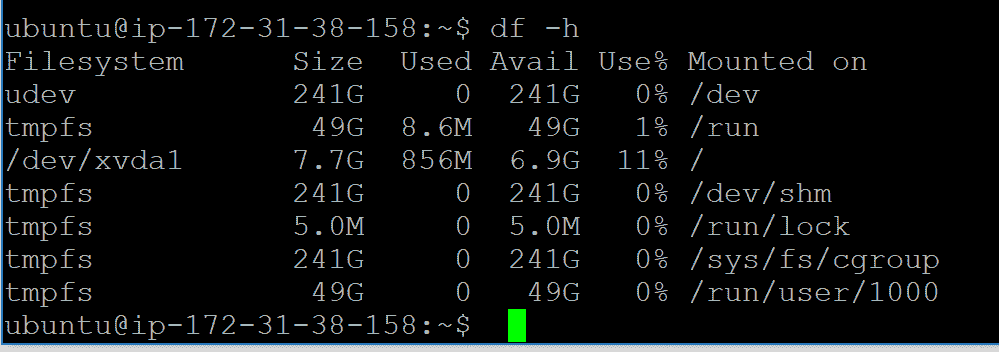 ubuntu@ip-172-31-38-158:~$ df -h
Filesystem      Size  Used Avail Use% Mounted on
udev            241G     0  241G   0% /dev
tmpfs            49G  8.6M   49G   1% /run
/dev/xvda1      7.7G  856M  6.9G  11% /
tmpfs           241G     0  241G   0% /dev/shm
tmpfs           5.0M     0  5.0M   0% /run/lock
tmpfs           241G     0  241G   0% /sys/fs/cgroup
tmpfs            49G     0   49G   0% /run/user/1000
ubuntu@ip-172-31-38-158:~$